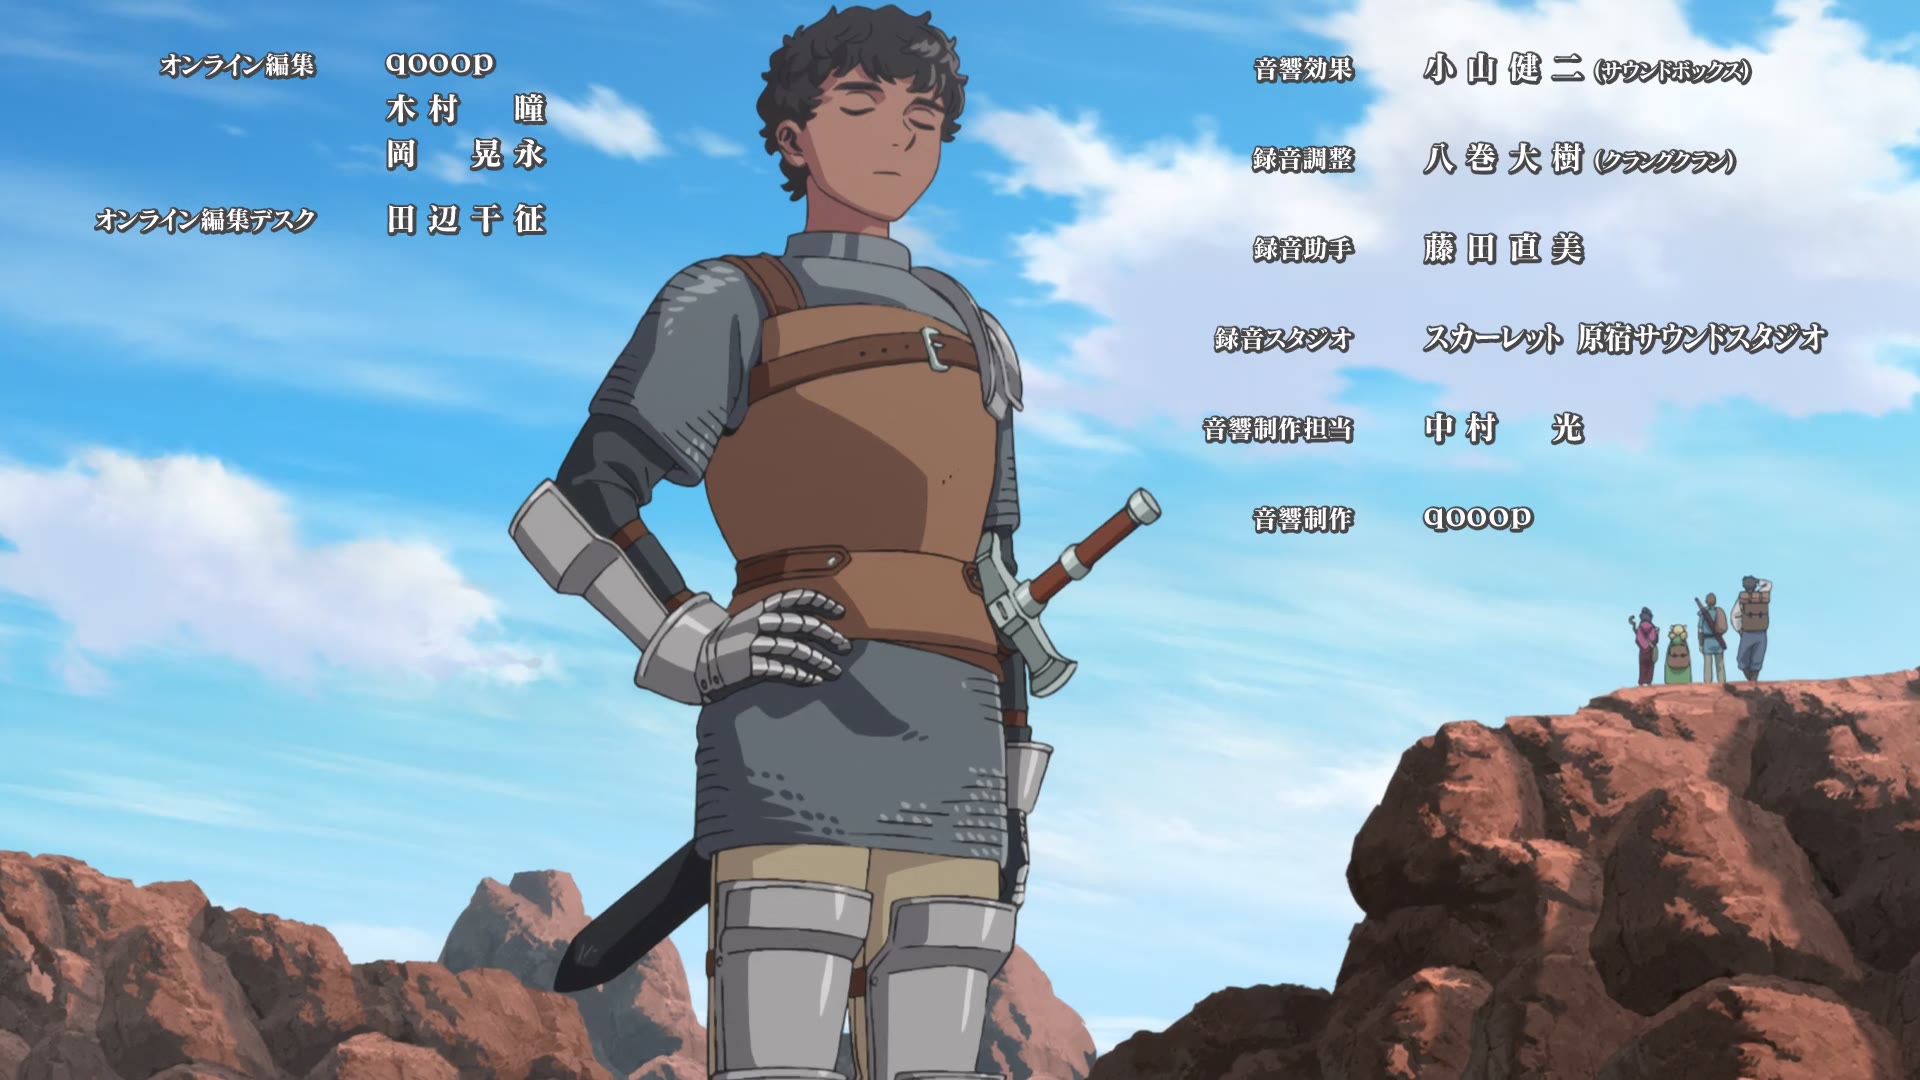 オンライン編集 qooop
木村 瞳
岡 晃永
オンライン編集デスク 田辺干征
音響効果 小山健二(サウンドボックス)
録音調整 八巻大樹(クラングクラン)
録音助手 藤田直美
録音スタジオ スカーレット 原宿サウンドスタジオ
音響制作担当 中村 光
音響制作 qooop